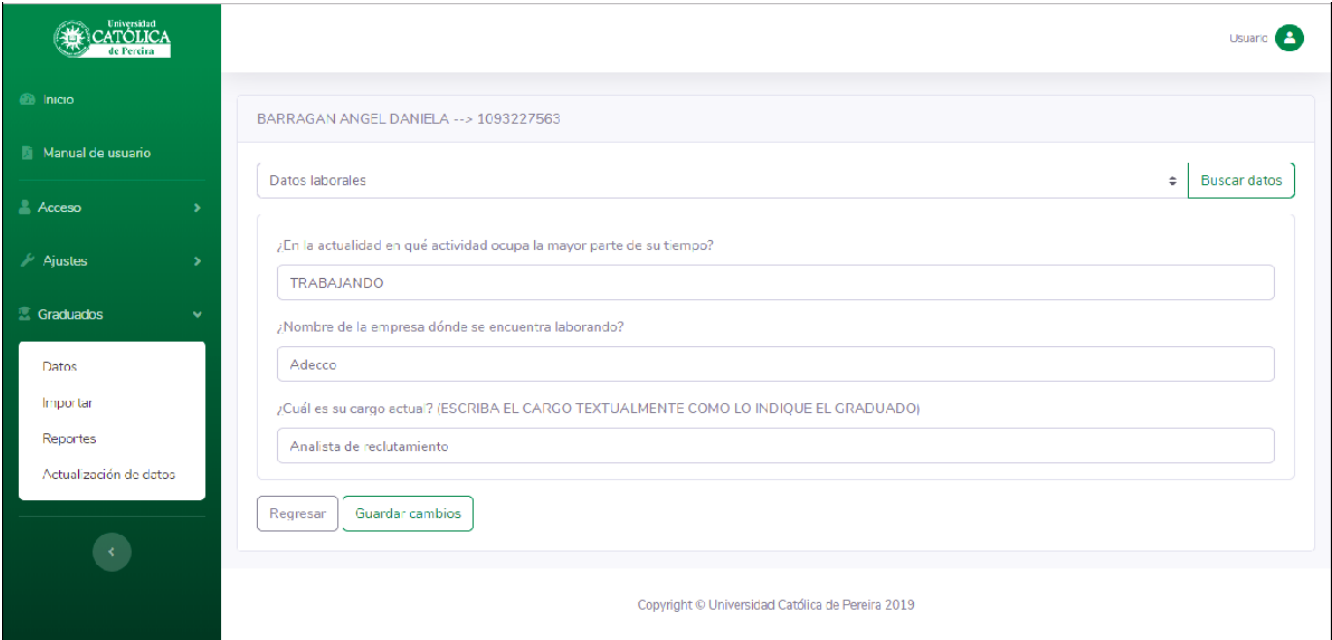 Universidad
CATÓLICA
de Pereira
Usuario
Inicio
Manual de usuario
Acceso
Ajustes
Graduados
Datos
Importar
Reportes
Actualización de datos
BARRAGAN ANGEL DANIELA --> 1093227563
Datos laborales
Buscar datos
¿En la actualidad en qué actividad ocupa la mayor parte de su tiempo?
TRABAJANDO
¿Nombre de la empresa dónde se encuentra laborando?
Adecco
¿Cuál es su cargo actual? (ESCRIBA EL CARGO TEXTUALMENTE COMO LO INDIQUE EL GRADUADO)
Analista de reclutamiento
Regresar
Guardar cambios
Copyright © Universidad Católica de Pereira 2019